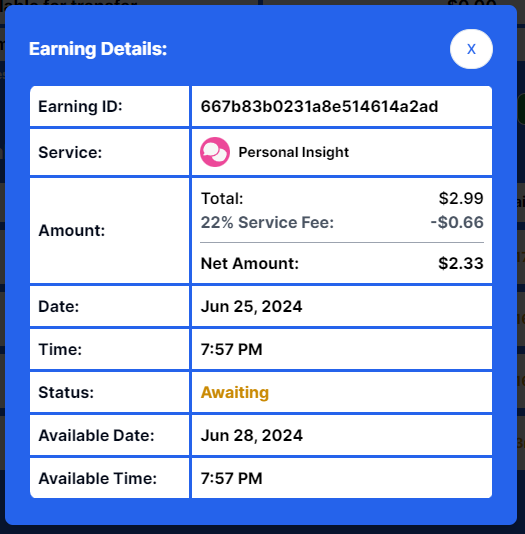 Earning Details:
X
Earning ID: 667b83b0231a8e514614a2ad
Service: Personal Insight
Amount:
Total: $2.99
22% Service Fee: -$0.66
Net Amount: $2.33
Date: Jun 25, 2024
Time: 7:57 PM
Status: Awaiting
Available Date: Jun 28, 2024
Available Time: 7:57 PM